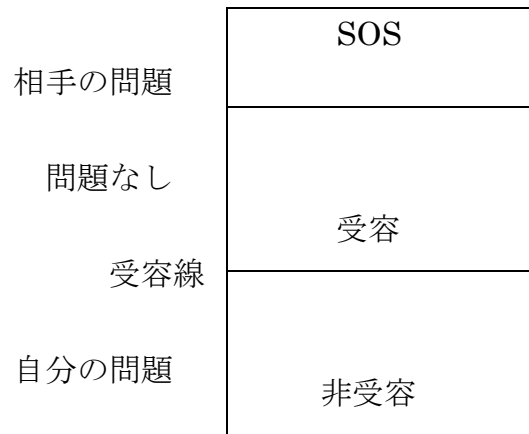 SOS
相手の問題
問題なし
受容
受容線
自分の問題
非受容